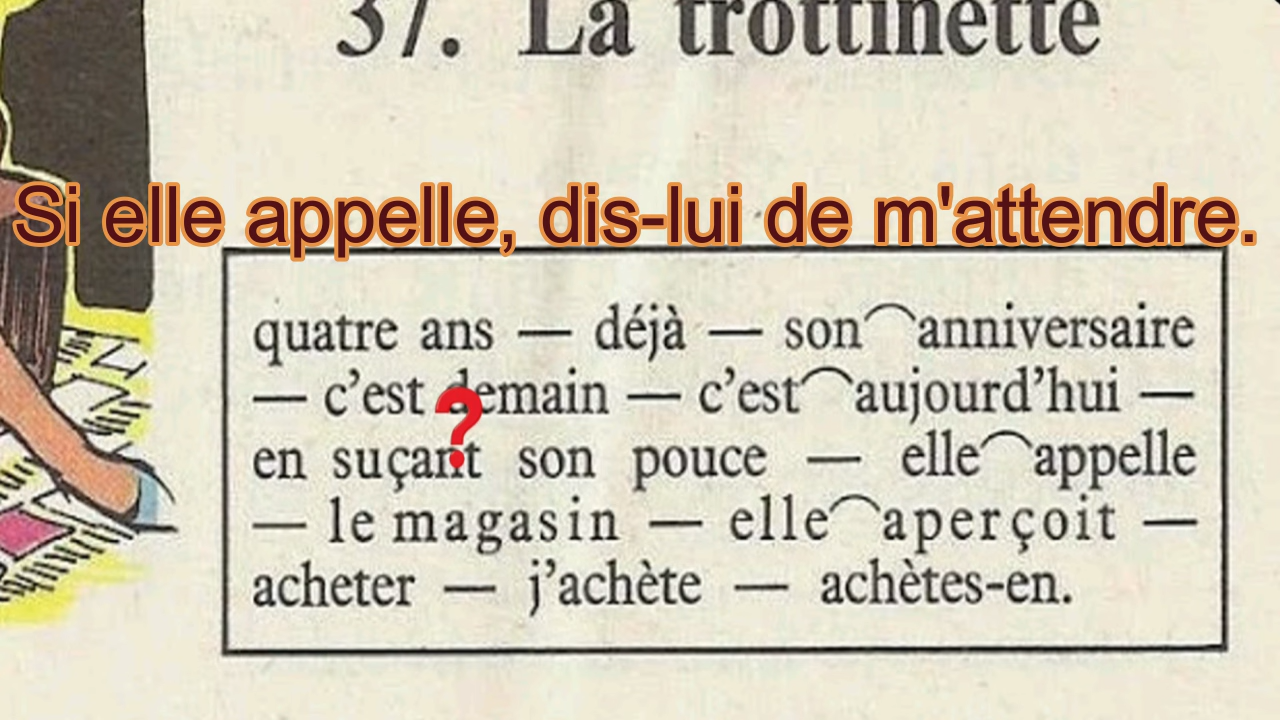 37. La trottinette
Si elle appelle, dis-lui de m'attendre.
quatre ans — déjà — son‿anniversaire
— c'est demain — c'est‿aujourd'hui —
?
en suçant son pouce — elle‿appelle
— le magasin — elle‿aperçoit —
acheter — j'achète — achètes-en.